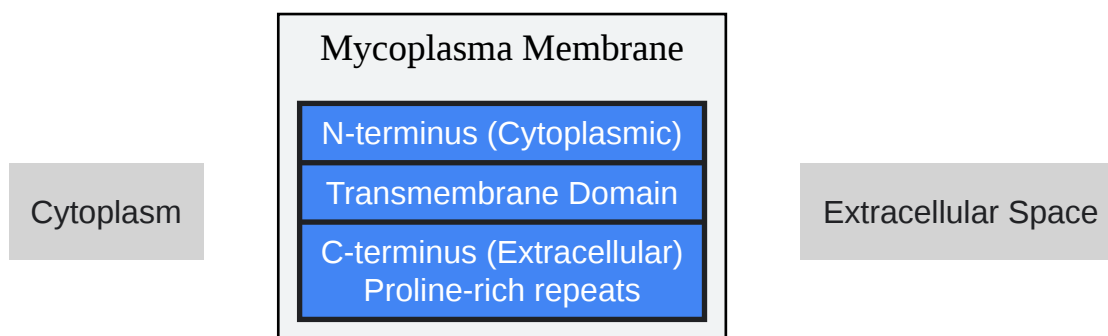 Mycoplasma Membrane
N-terminus (Cytoplasmic)
Transmembrane Domain
C-terminus (Extracellular)
Proline-rich repeats
Cytoplasm
Extracellular Space